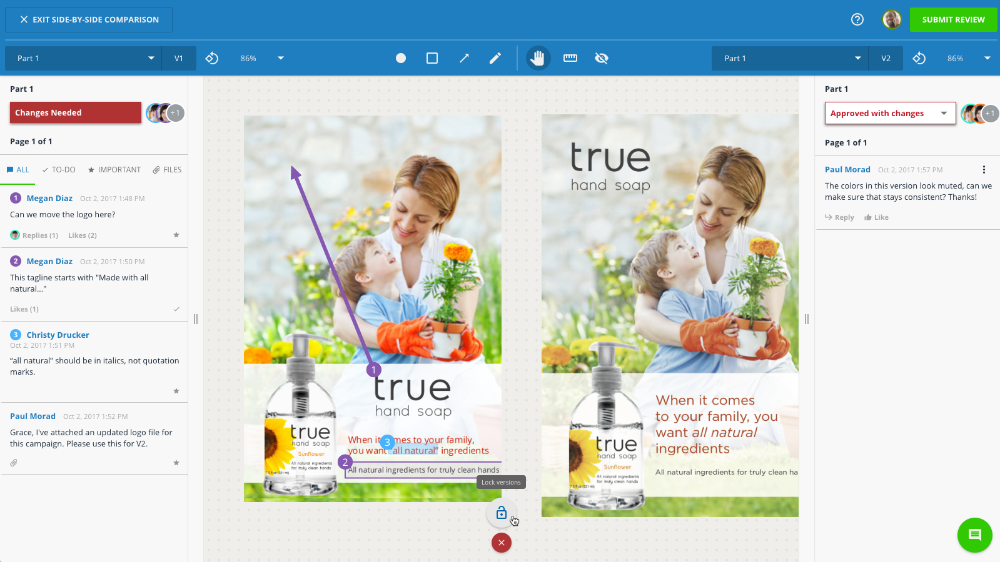 EXIT SIDE-BY-SIDE COMPARISON
SUBMIT REVIEW
Part 1
V1
86%
Part 1
V2
86%
Part 1
Changes Needed
+1
Page 1 of 1
ALL
TO-DO
IMPORTANT
FILES
1 Megan Diaz Oct 2, 2017 1:48 PM
Can we move the logo here?
Replies (1) Likes (2)
2 Megan Diaz Oct 2, 2017 1:50 PM
This tagline starts with "Made with all
natural..."
Likes (1)
3 Christy Drucker
Oct 2, 2017 1:51 PM
“all natural” should be in italics, not quotation
marks.
Paul Morad Oct 2, 2017 1:52 PM
Grace, I've attached an updated logo file for
this campaign. Please use this for V2.
1
true
hand soap
When it mes to your family,
3
you want “all natural” ingredients
2
All natural ingredients for truly clean hands
true
hand soap
Sunflower
All natural ingredients
for truly clean hands
Lock versions
true
hand soap
When it comes
to your family, you
want all natural
ingredients
All natural ingredients for truly clean ha
true
hand soap
Sunflower
All natural ingredients
for truly clean hands
Part 1
Approved with changes
+1
Page 1 of 1
Paul Morad Oct 2, 2017 1:57 PM
The colors in this version look muted, can we
make sure that stays consistent? Thanks!
Reply Like